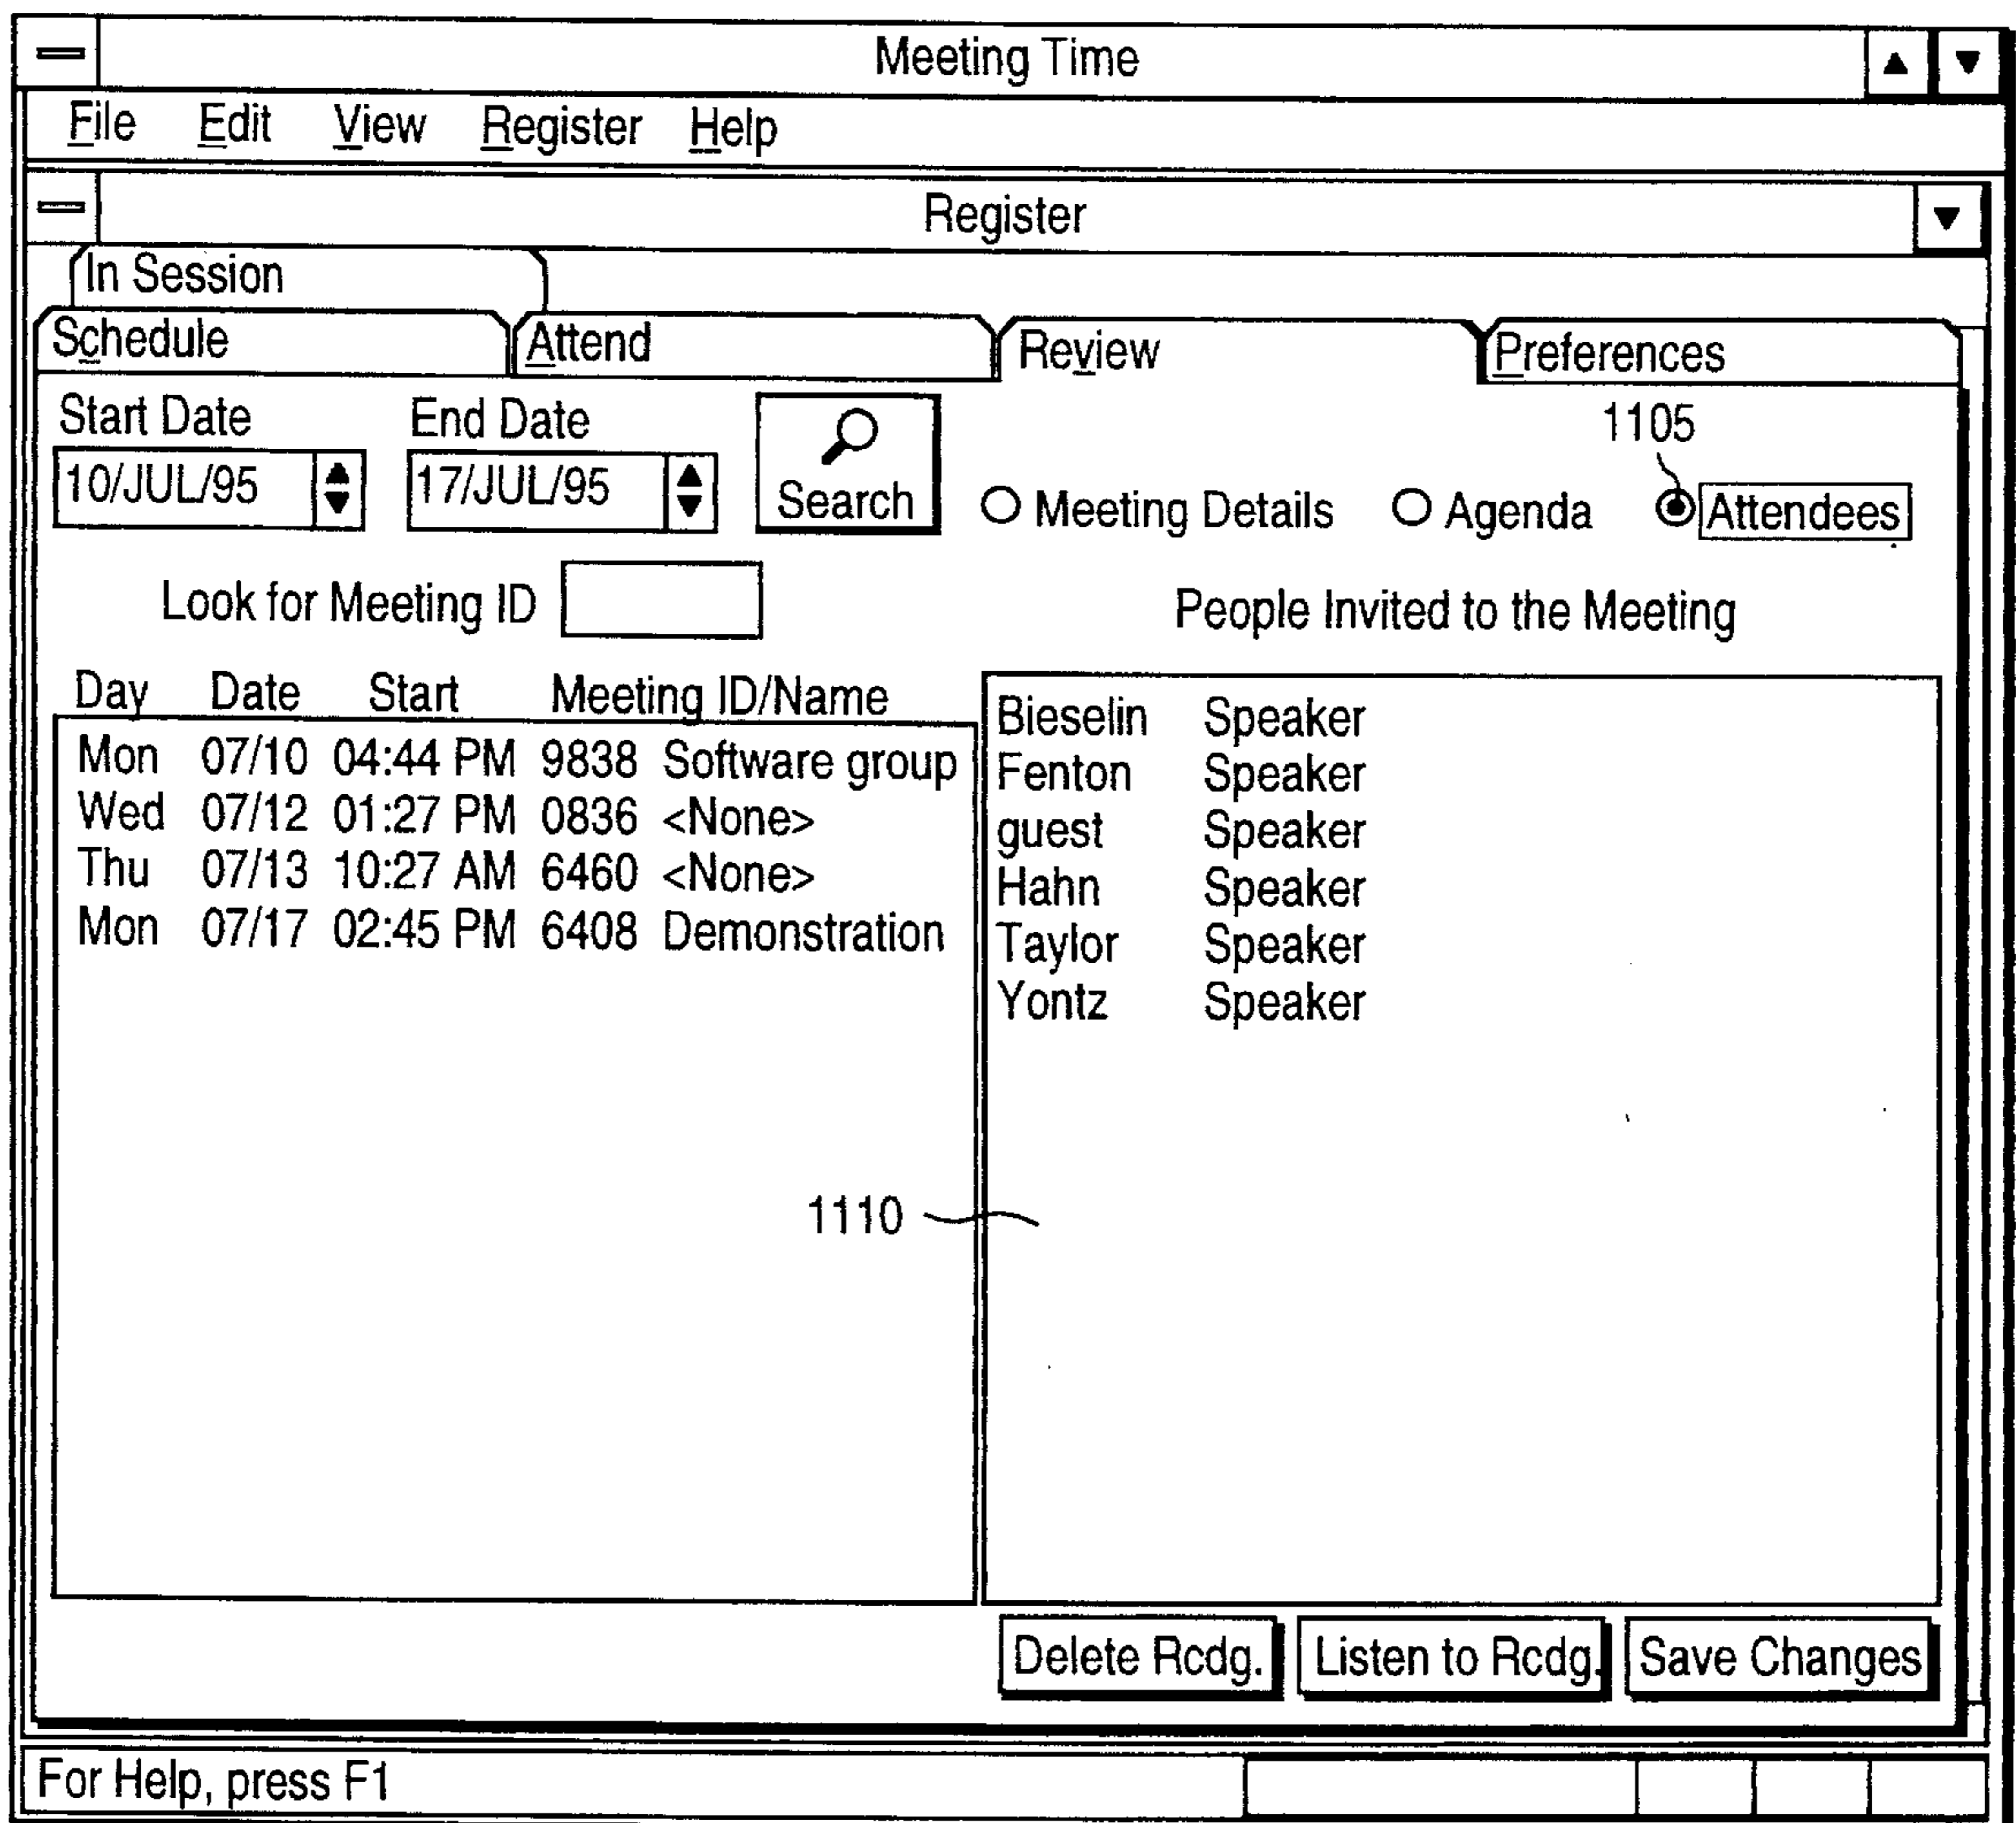 Meeting Time
File Edit View Register Help
Register
In Session
Schedule Attend Review Preferences
Start Date End Date 1105
10/JUL/95 17/JUL/95 Search Meeting Details Agenda Attendees
Look for Meeting ID People Invited to the Meeting
Day Date Start Meeting ID/Name
Mon 07/10 04:44 PM 9838 Software group
Wed 07/12 01:27 PM 0836 <None>
Thu 07/13 10:27 AM 6460 <None>
Mon 07/17 02:45 PM 6408 Demonstration
Bieselin Speaker
Fenton Speaker
guest Speaker
Hahn Speaker
Taylor Speaker
Yontz Speaker
1110
Delete Rcdg. Listen to Rcdg. Save Changes
For Help, press F1